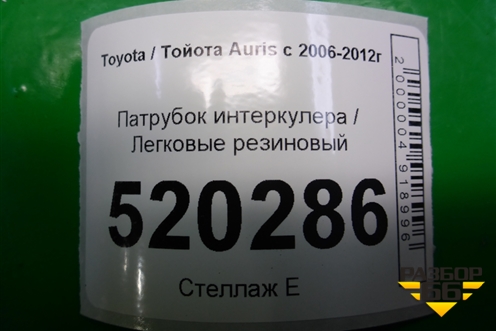 Toyota / Тойота Auris с 2006-2012г
Патрубок интеркулера /
Легковые резиновый
520286
Стеллаж Е
2000004918996
РАЗБОР
66